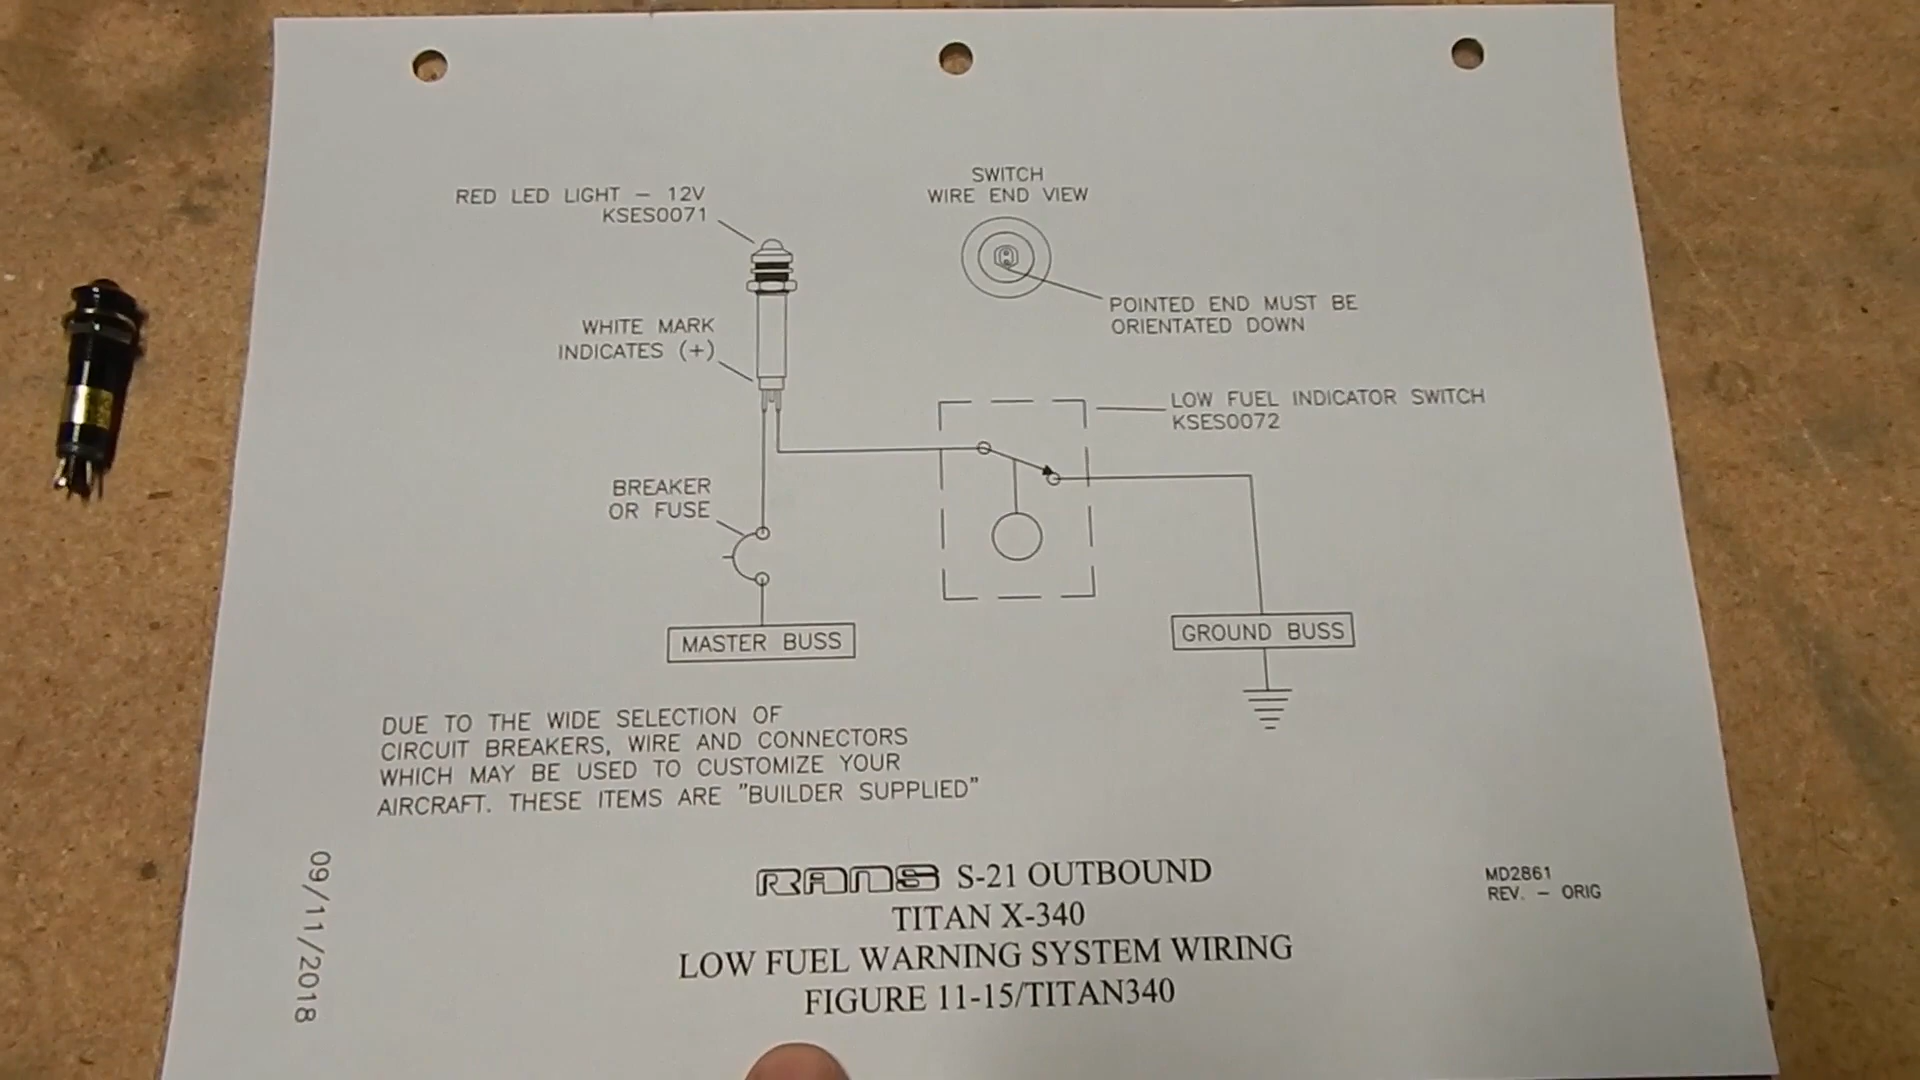 RED LED LIGHT – 12V
KSES0071
SWITCH
WIRE END VIEW
POINTED END MUST BE
ORIENTATED DOWN
WHITE MARK
INDICATES (+)
LOW FUEL INDICATOR SWITCH
KSES0072
BREAKER
OR FUSE
MASTER BUSS
GROUND BUSS
DUE TO THE WIDE SELECTION OF
CIRCUIT BREAKERS, WIRE AND CONNECTORS
WHICH MAY BE USED TO CUSTOMIZE YOUR
AIRCRAFT. THESE ITEMS ARE "BUILDER SUPPLIED"
09/11/2018
RANS S-21 OUTBOUND
TITAN X-340
LOW FUEL WARNING SYSTEM WIRING
FIGURE 11-15/TITAN340
MD2861
REV. – ORIG